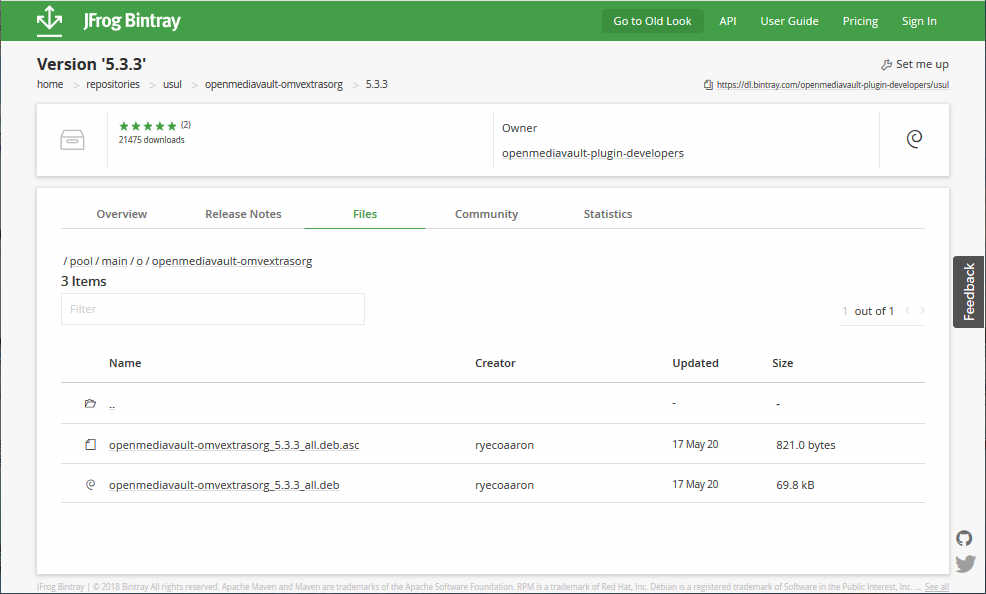 JFrog Bintray Go to Old Look API User Guide Pricing Sign In
Version '5.3.3' Set me up
home > repositories > usul > openmediavault-omvextrasorg > 5.3.3 https://dl.bintray.com/openmediavault-plugin-developers/usul
(2)
21475 downloads
Owner
openmediavault-plugin-developers
Overview Release Notes Files Community Statistics
/ pool / main / o / openmediavault-omvextrasorg
3 Items
Filter
1 out of 1 < >
Feedback
Name Creator Updated Size
.. - -
openmediavault-omvextrasorg_5.3.3_all.deb.asc ryecoaaron 17 May 20 821.0 bytes
openmediavault-omvextrasorg_5.3.3_all.deb ryecoaaron 17 May 20 69.8 kB
JFrog Bintray | © 2018 Bintray All rights reserved. Apache Maven and Maven are trademarks of the Apache Software Foundation. RPM is a trademark of Red Hat, Inc. Debian is a registered trademark of Software in the Public Interest, Inc. ... See all